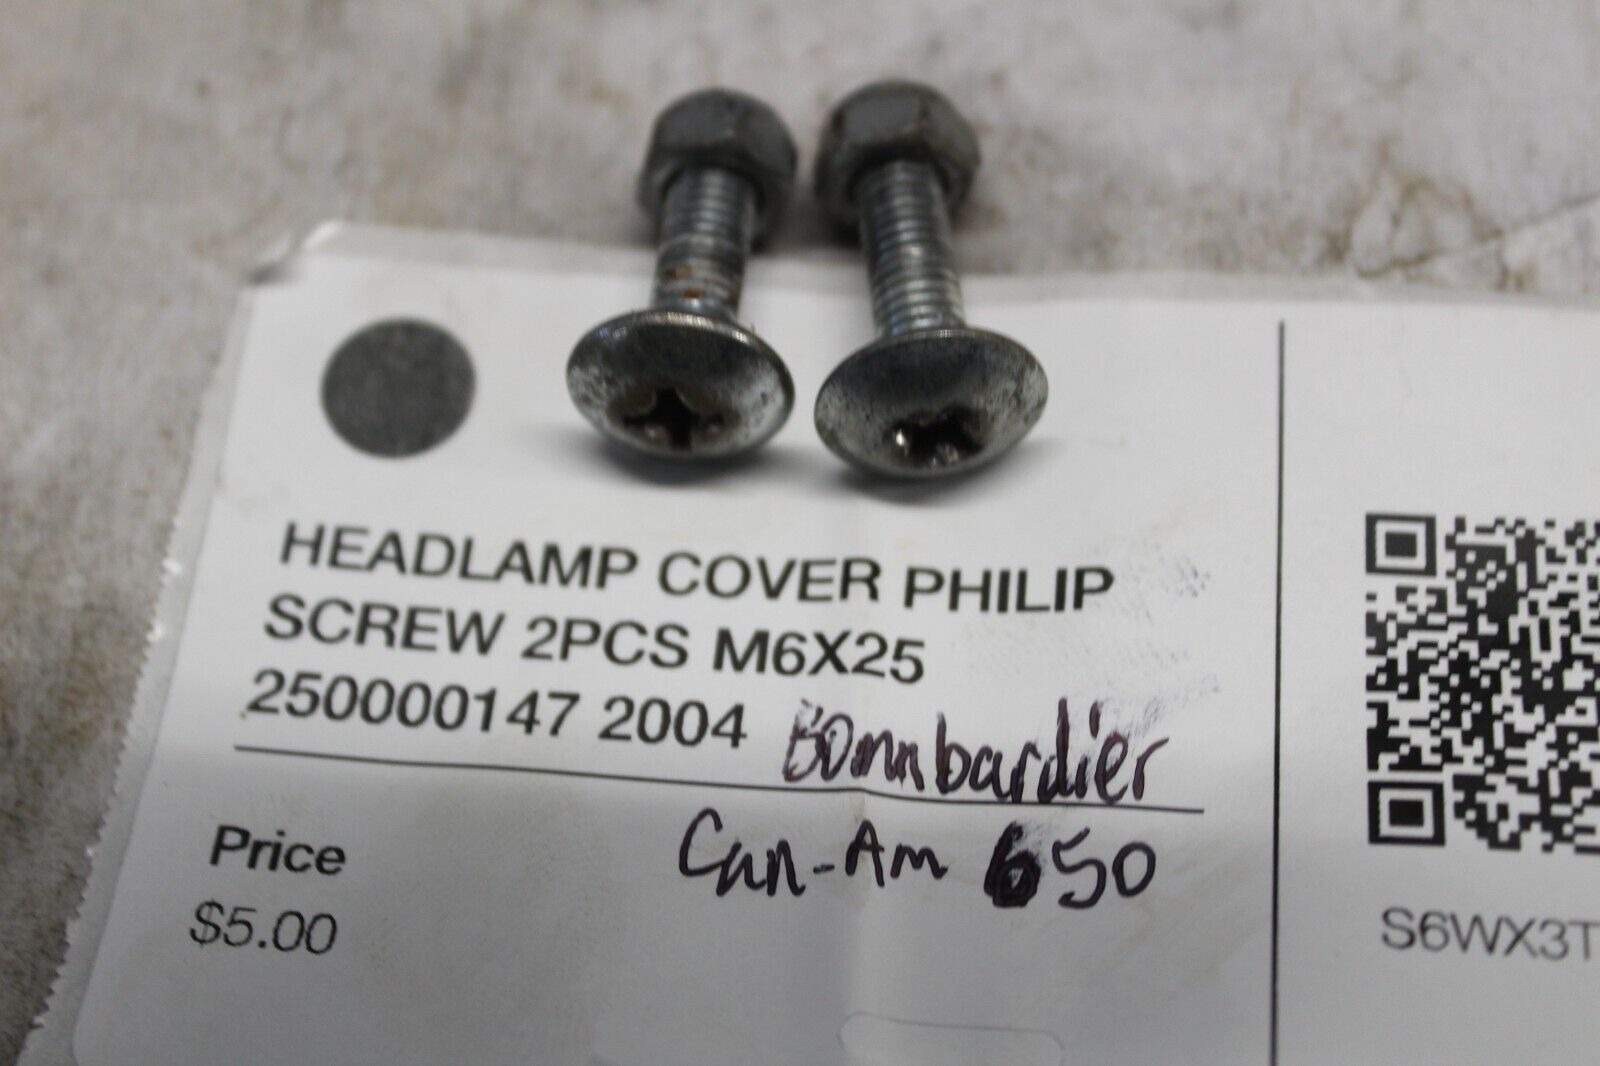 HEADLAMP COVER PHILIP
SCREW 2PCS M6X25
250000147 2004 Bombardier
Can-Am 650
Price
$5.00
S6WX3T